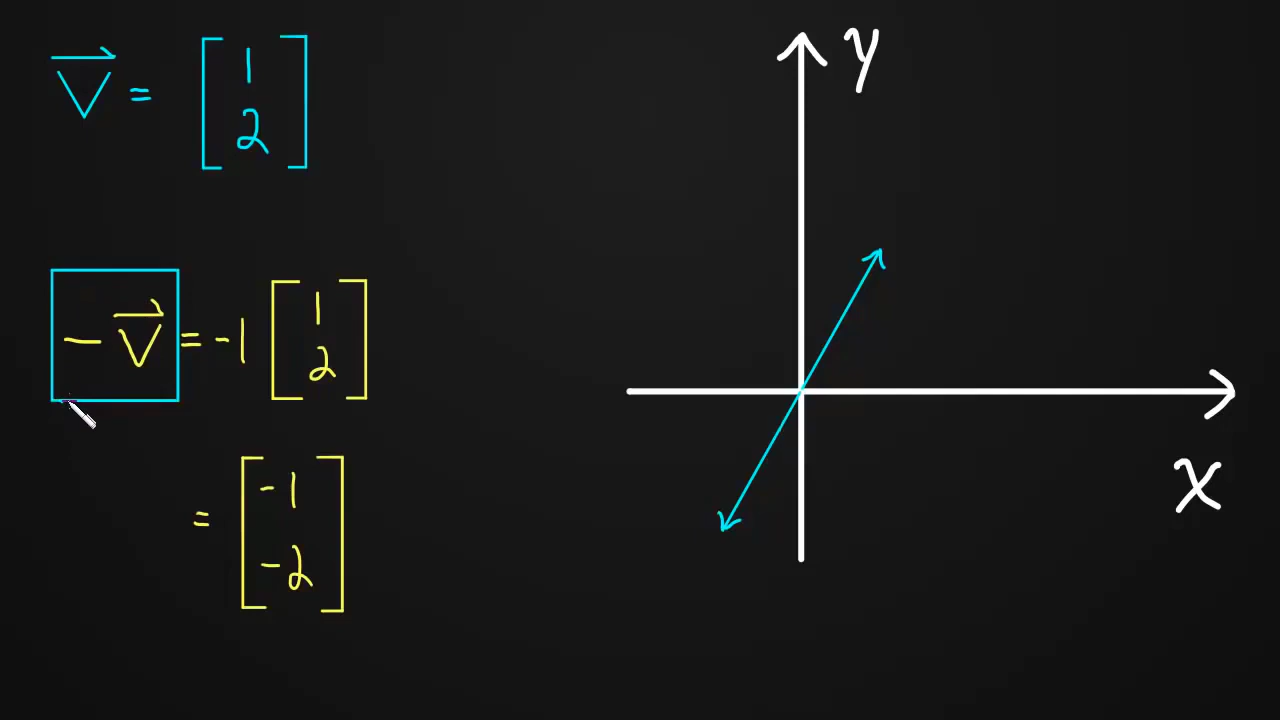 v⃗ = [1
2]
-v⃗ = -1 [1
2]
= [-1
-2]
y
x